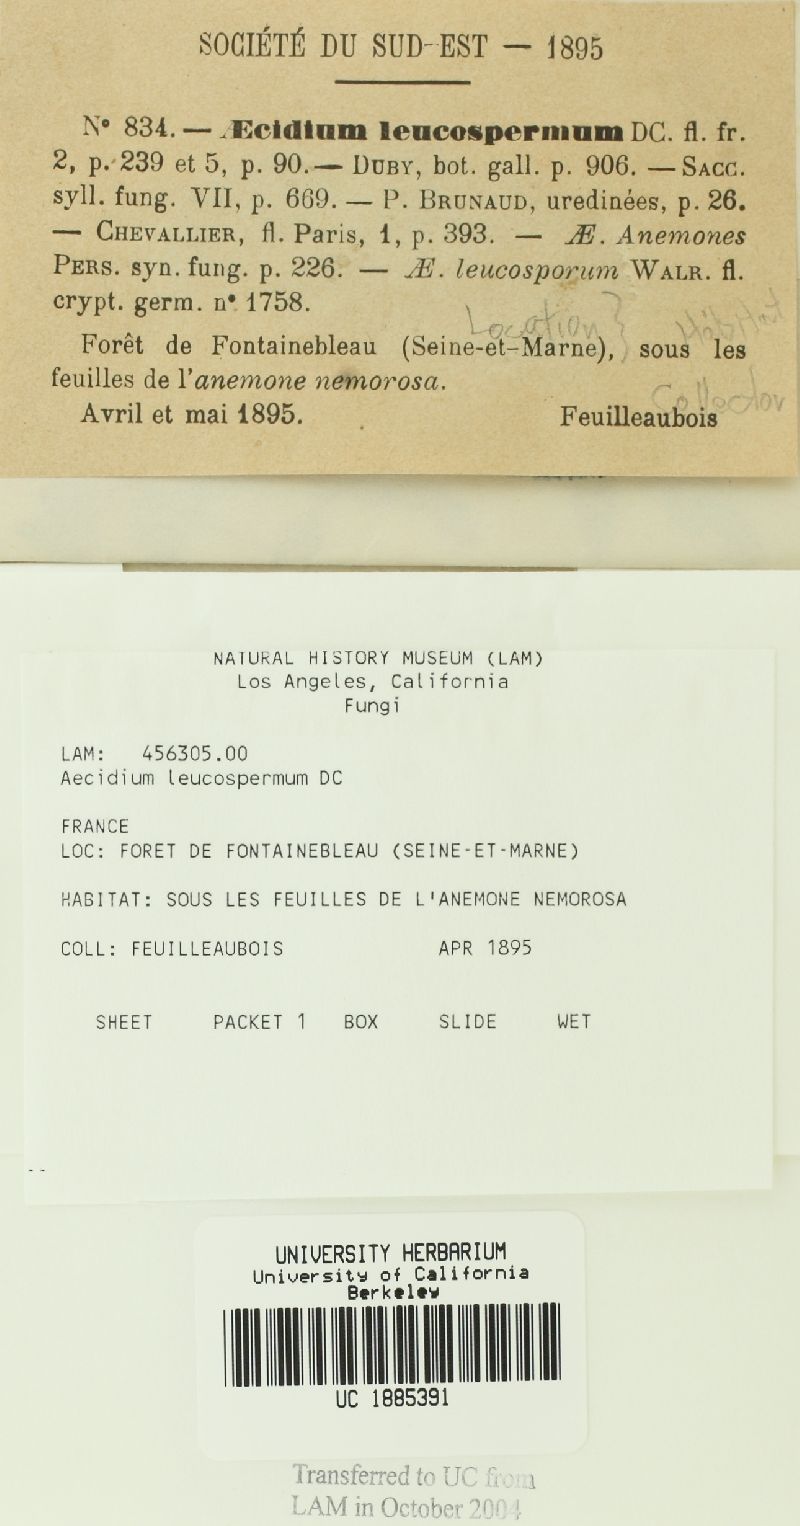 SOCIÉTÉ DU SUD-EST — 1895
N° 834. — Æcidium leucospermum DC. fl. fr.
2, p. 239 et 5, p. 90. — DUBY, bot. gall. p. 906. — SACC.
syll. fung. VII, p. 669. — P. BRUNAUD, uredinées, p. 26.
— CHEVALLIER, fl. Paris, 1, p. 393. — Æ. Anemones
PERS. syn. fung. p. 226. — Æ. leucosporum WALR. fl.
crypt. germ. n° 1758.
Location ?
Forêt de Fontainebleau (Seine-et-Marne), sous les
feuilles de l'anemone nemorosa.
Collector
Avril et mai 1895. Feuilleaubois
NATURAL HISTORY MUSEUM (LAM)
Los Angeles, California
Fungi
LAM: 456305.00
Aecidium leucospermum DC
FRANCE
LOC: FORET DE FONTAINEBLEAU (SEINE-ET-MARNE)
HABITAT: SOUS LES FEUILLES DE L'ANEMONE NEMOROSA
COLL: FEUILLEAUBOIS APR 1895
SHEET PACKET 1 BOX SLIDE WET
UNIVERSITY HERBARIUM
University of California
Berkeley
UC 1885391
Transferred to UC from
LAM in October 2004